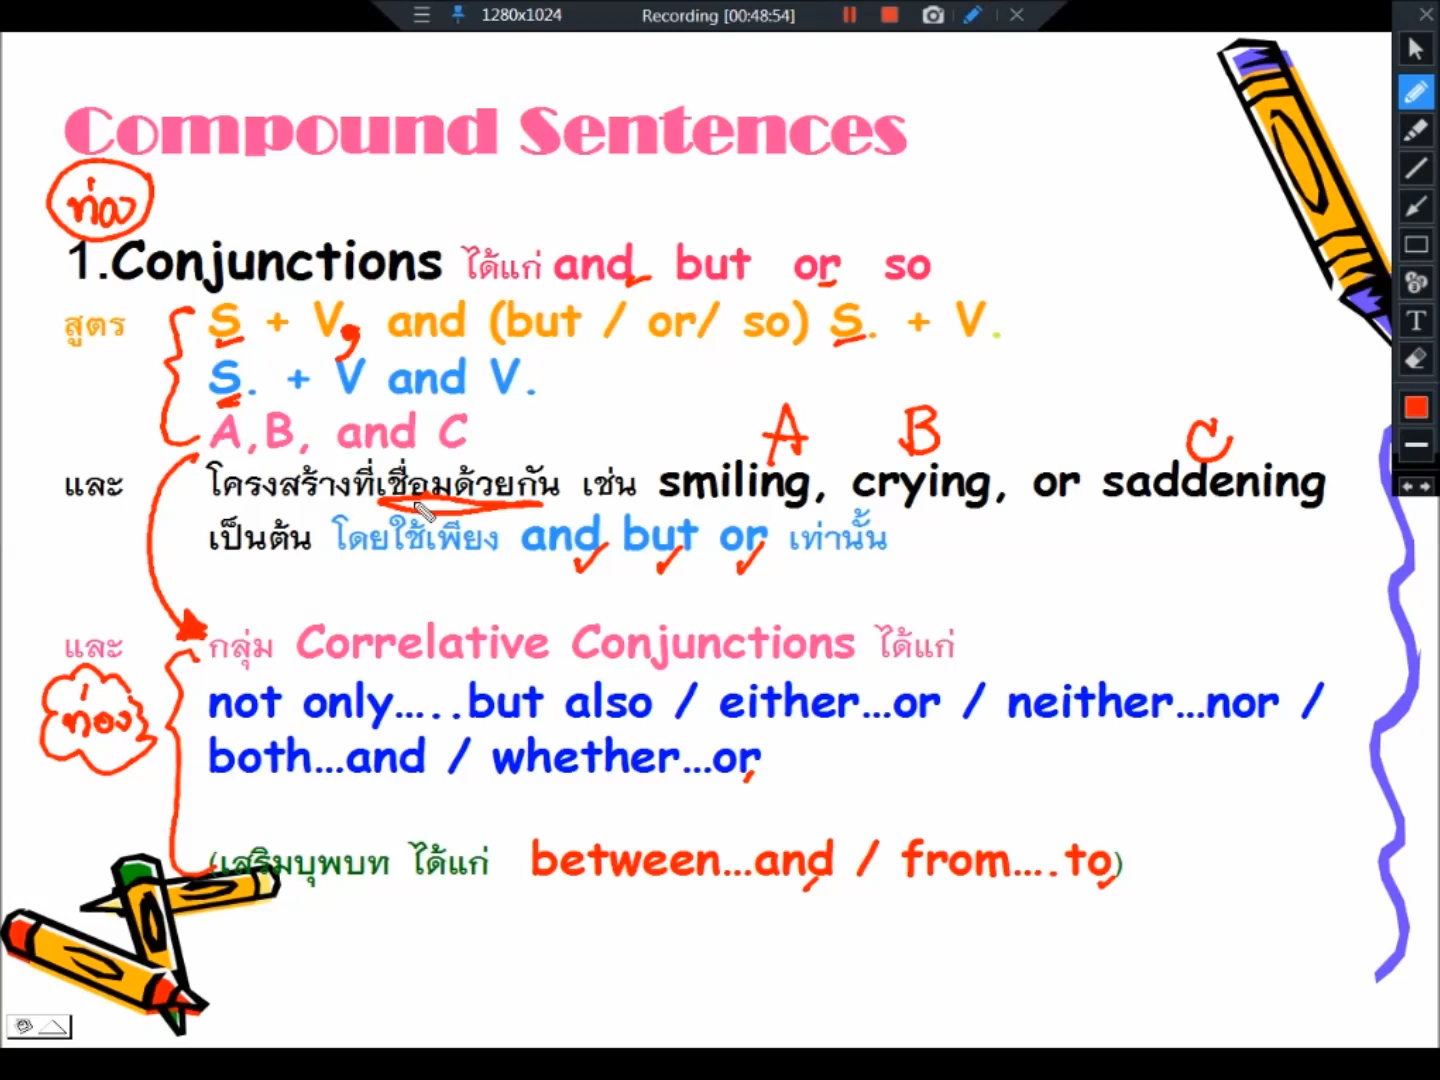 1280x1024 Recording [00:48:54]
Compound Sentences
ท่อง
1.Conjunctions ได้แก่ and but or so
สูตร S + V, and (but / or/ so) S. + V.
S. + V and V.
A,B, and C A B C
และ โครงสร้างที่เชื่อมด้วยกัน เช่น smiling, crying, or saddening
เป็นต้น โดยใช้เพียง and but or เท่านั้น
และ กลุ่ม Correlative Conjunctions ได้แก่
ท่อง not only…..but also / either…or / neither…nor /
both…and / whether…or
(เสริมบุพบท ได้แก่ between…and / from….to)